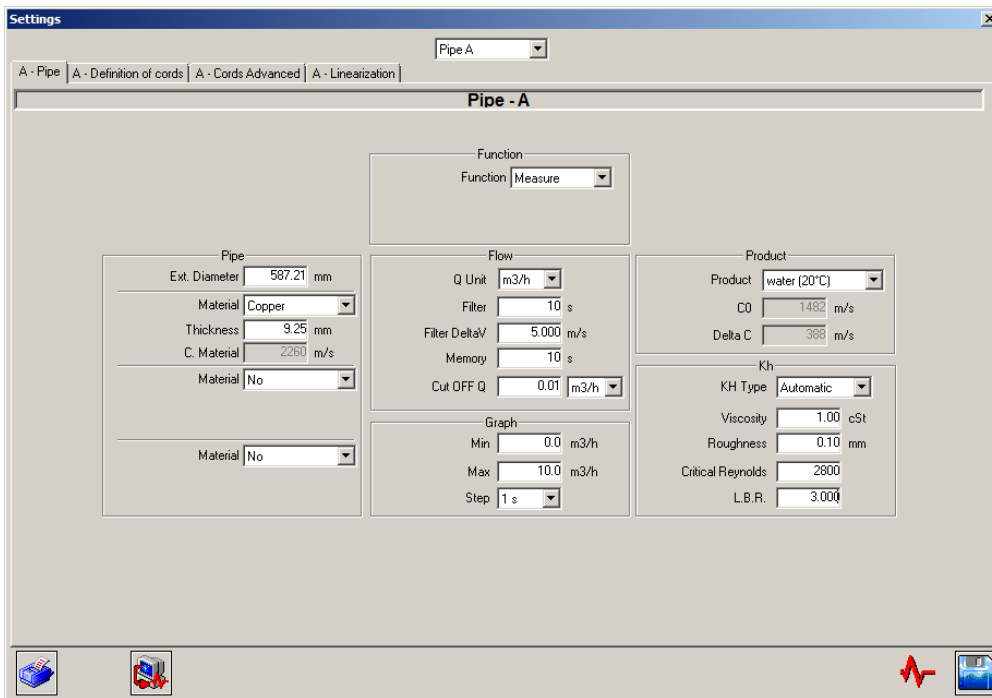 Settings
Pipe A
A - Pipe A - Definition of cords A - Cords Advanced A - Linearization
Pipe - A
Function
Function Measure
Pipe
Ext. Diameter 587.21 mm
Material Copper
Thickness 9.25 mm
C. Material 2260 m/s
Material No
Material No
Flow
Q Unit m3/h
Filter 10 s
Filter DeltaV 5.000 m/s
Memory 10 s
Cut OFF Q 0.01 m3/h
Graph
Min 0.0 m3/h
Max 10.0 m3/h
Step 1 s
Product
Product water (20°C)
C0 1482 m/s
Delta C 388 m/s
Kh
KH Type Automatic
Viscosity 1.00 cSt
Roughness 0.10 mm
Critical Reynolds 2800
L.B.R. 3.000